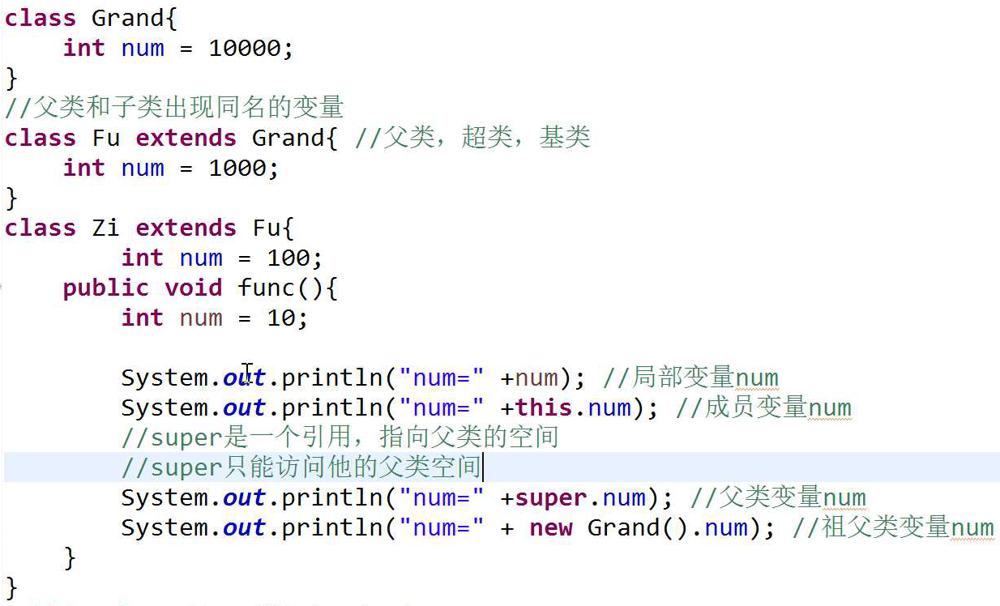 class Grand{
    int num = 10000;
}
//父类和子类出现同名的变量
class Fu extends Grand{ //父类，超类，基类
    int num = 1000;
}
class Zi extends Fu{
        int num = 100;
    public void func(){
        int num = 10;
        System.out.println("num=" +num); //局部变量num
        System.out.println("num=" +this.num); //成员变量num
        //super是一个引用，指向父类的空间
        //super只能访问他的父类空间
        System.out.println("num=" +super.num); //父类变量num
        System.out.println("num=" + new Grand().num); //祖父类变量num
    }
}